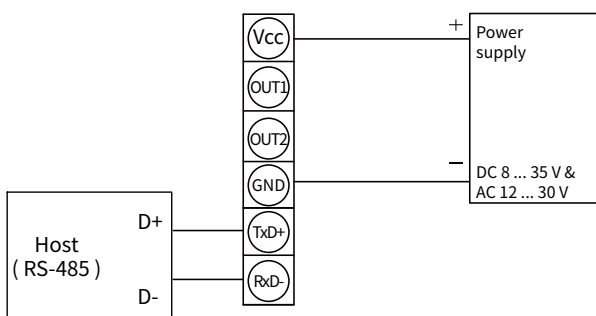 Vcc
+
Power
supply
OUT1
OUT2
GND
−
DC 8 ... 35 V &
AC 12 ... 30 V
Host
( RS-485 )
D+
D-
TxD+
RxD-